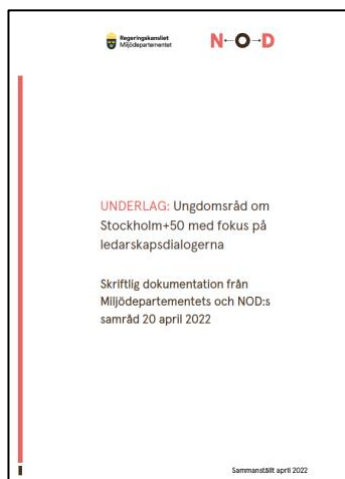 Regeringskansliet
Miljödepartementet
N-O-D
UNDERLAG: Ungdomsråd om
Stockholm+50 med fokus på
ledarskapsdialogerna
Skriftlig dokumentation från
Miljödepartementets och NOD:s
samråd 20 april 2022
Sammanställt april 2022